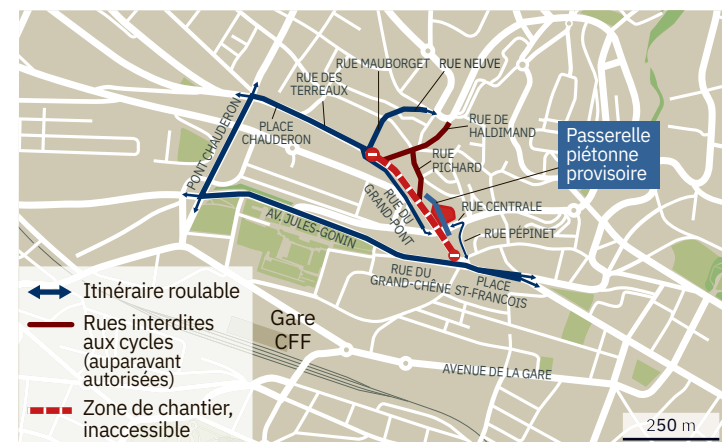 RUE MAUBORGET
RUE NEUVE
RUE DES
TERREAUX
RUE DE
HALDIMAND
PLACE
CHAUDERON
PONT CHAUDERON
RUE
PICHARD
Passerelle
piétonne
provisoire
RUE DU
GRAND-PONT
RUE CENTRALE
RUE PÉPINET
AV. JULES-GONIN
RUE DU
GRAND-CHÊNE
PLACE
ST-FRANÇOIS
Itinéraire roulable
Rues interdites
aux cycles
(auparavant
autorisées)
Zone de chantier,
inaccessible
Gare
CFF
AVENUE DE LA GARE
250 m